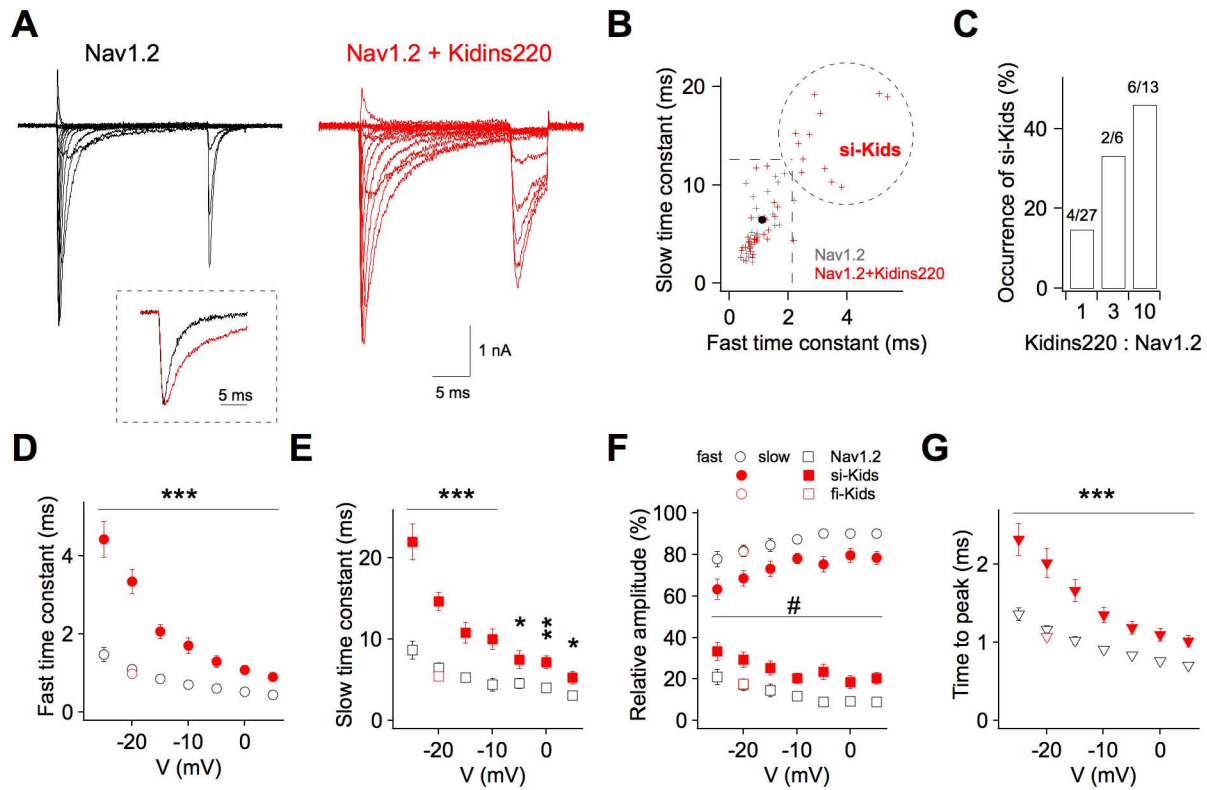 A
Nav1.2
Nav1.2 + Kidins220
1 nA
5 ms
5 ms
B
Slow time constant (ms)
20
10
0
si-Kids
Nav1.2
Nav1.2+Kidins220
0
2
4
Fast time constant (ms)
C
Occurrence of si-Kids (%)
40
20
0
4/27
2/6
6/13
1
3
10
Kidins220 : Nav1.2
D
Fast time constant (ms)
***
4
2
0
-20
-10
0
V (mV)
E
Slow time constant (ms)
***
*
**
*
20
10
0
-20
-10
0
V (mV)
F
fast
slow
Nav1.2
si-Kids
fi-Kids
Relative amplitude (%)
100
80
60
40
20
0
#
-20
-10
0
V (mV)
G
Time to peak (ms)
***
2
1
0
-20
-10
0
V (mV)